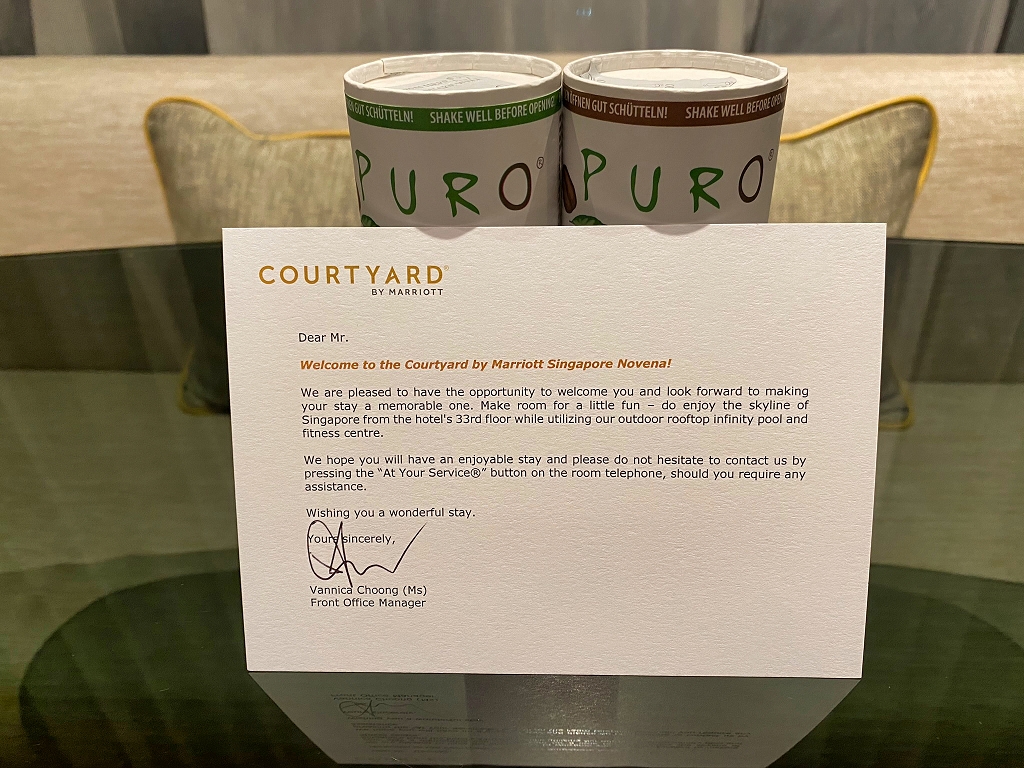 ÖFFNEN GUT SCHÜTTELN! SHAKE WELL BEFORE OPENING!
PURO®
ÖFFNEN GUT SCHÜTTELN! SHAKE WELL BEFORE OPENING
PURO®
COURTYARD®
BY MARRIOTT
Dear Mr.
Welcome to the Courtyard by Marriott Singapore Novena!
We are pleased to have the opportunity to welcome you and look forward to making
your stay a memorable one. Make room for a little fun – do enjoy the skyline of
Singapore from the hotel's 33rd floor while utilizing our outdoor rooftop infinity pool and
fitness centre.
We hope you will have an enjoyable stay and please do not hesitate to contact us by
pressing the "At Your Service®" button on the room telephone, should you require any
assistance.
Wishing you a wonderful stay.
Yours sincerely,
Vannica Choong (Ms)
Front Office Manager